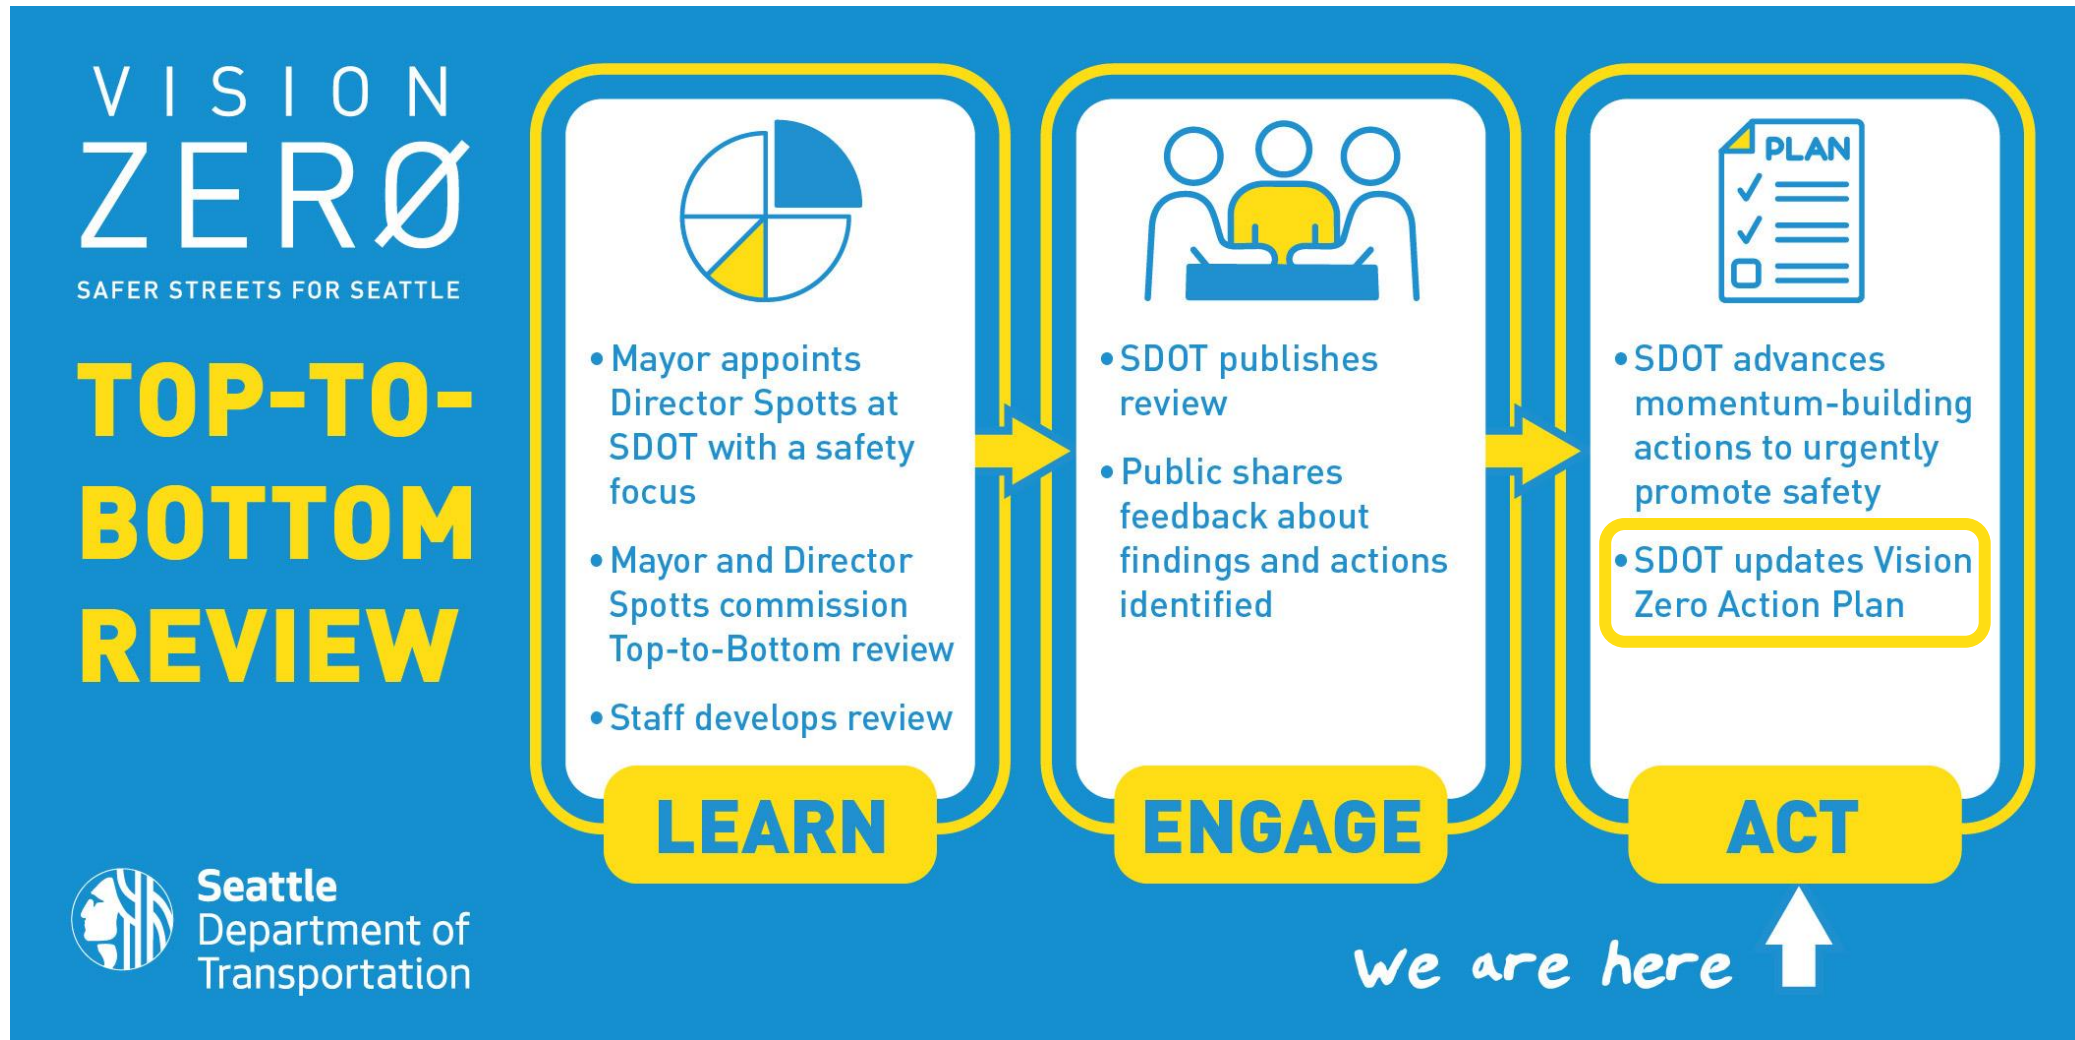 VISION
ZERØ
SAFER STREETS FOR SEATTLE
TOP-TO-
BOTTOM
REVIEW
Seattle
Department of
Transportation
• Mayor appoints
Director Spotts at
SDOT with a safety
focus
• Mayor and Director
Spotts commission
Top-to-Bottom review
• Staff develops review
LEARN
• SDOT publishes
review
• Public shares
feedback about
findings and actions
identified
ENGAGE
PLAN
• SDOT advances
momentum-building
actions to urgently
promote safety
• SDOT updates Vision
Zero Action Plan
ACT
we are here